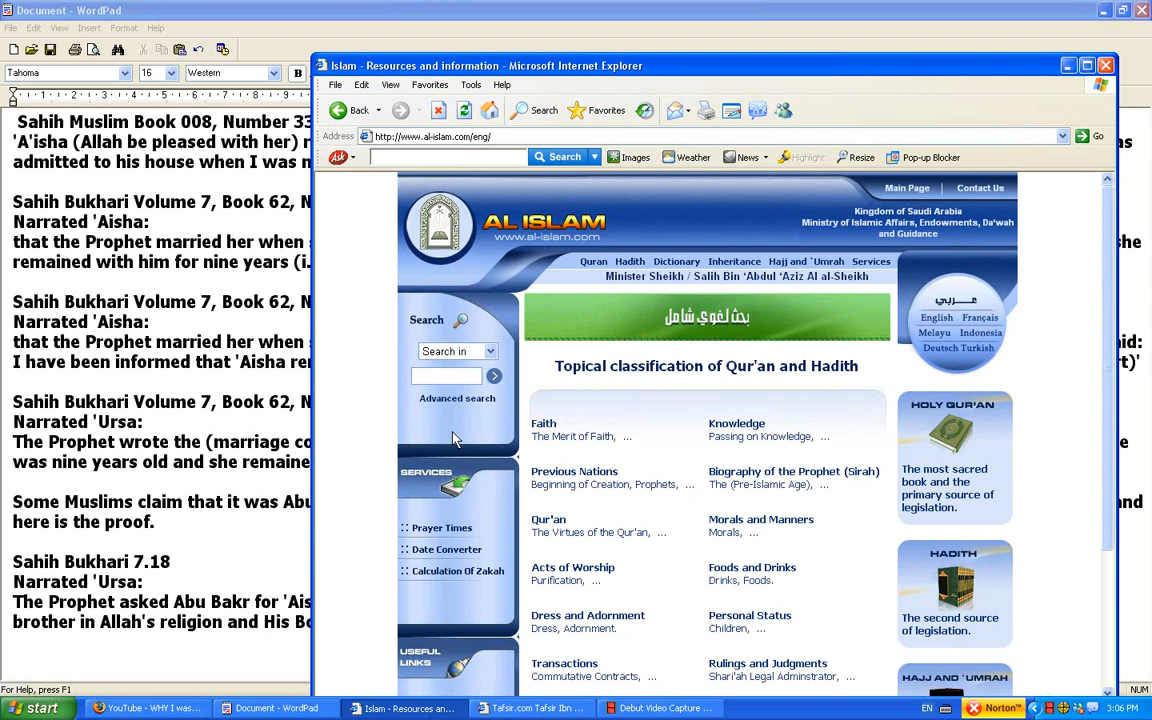 Document - WordPad
File Edit View Insert Format Help
Tahoma 16 Western B
1 2 3 4 5 6 7 8 9
Sahih Muslim Book 008, Number 33
'A'isha (Allah be pleased with her) r
admitted to his house when I was n
Sahih Bukhari Volume 7, Book 62, N
Narrated 'Aisha:
that the Prophet married her when s
she
remained with him for nine years (i.
Sahih Bukhari Volume 7, Book 62, N
Narrated 'Aisha:
that the Prophet married her when s
aid:
I have been informed that 'Aisha re
rt)'
Sahih Bukhari Volume 7, Book 62, N
Narrated 'Ursa:
The Prophet wrote the (marriage co
e
was nine years old and she remaine
Some Muslims claim that it was Abu
and
here is the proof.
Sahih Bukhari 7.18
Narrated 'Ursa:
The Prophet asked Abu Bakr for 'Ais
brother in Allah's religion and His Bo
For Help, press F1
NUM
Islam - Resources and information - Microsoft Internet Explorer
File Edit View Favorites Tools Help
Back Search Favorites
Address http://www.al-islam.com/eng/ Go
Ask Search Images Weather News Highlight Resize Pop-up Blocker
Main Page Contact Us
AL ISLAM
www.al-islam.com
Kingdom of Saudi Arabia
Ministry of Islamic Affairs, Endowments, Da'wah
and Guidance
Quran Hadith Dictionary Inheritance Hajj and `Umrah Services
Minister Sheikh / Salih Bin 'Abdul 'Aziz Al al-Sheikh
Search
Search in
Advanced search
بحث لغوي شامل
عـــربي
English Français
Melayu Indonesia
Deutsch Turkish
Topical classification of Qur'an and Hadith
Faith
The Merit of Faith, ...
Knowledge
Passing on Knowledge, ...
Previous Nations
Beginning of Creation, Prophets, ...
Biography of the Prophet (Sirah)
The (Pre-Islamic Age), ...
Qur'an
The Virtues of the Qur'an, ...
Morals and Manners
Morals, ...
Acts of Worship
Purification, ...
Foods and Drinks
Drinks, Foods.
Dress and Adornment
Dress, Adornment.
Personal Status
Children, ...
Transactions
Commutative Contracts, ...
Rulings and Judgments
Shari'ah Legal Adminstrator, ...
SERVICES
:: Prayer Times
:: Date Converter
:: Calculation Of Zakah
USEFUL
LINKS
HOLY QUR'AN
The most sacred
book and the
primary source of
legislation.
HADITH
The second source
of legislation.
HAJJ AND `UMRAH
start YouTube - WHY I was... Document - WordPad Islam - Resources an... Tafsir.com Tafsir Ibn ... Debut Video Capture ... EN Norton™ 3:06 PM